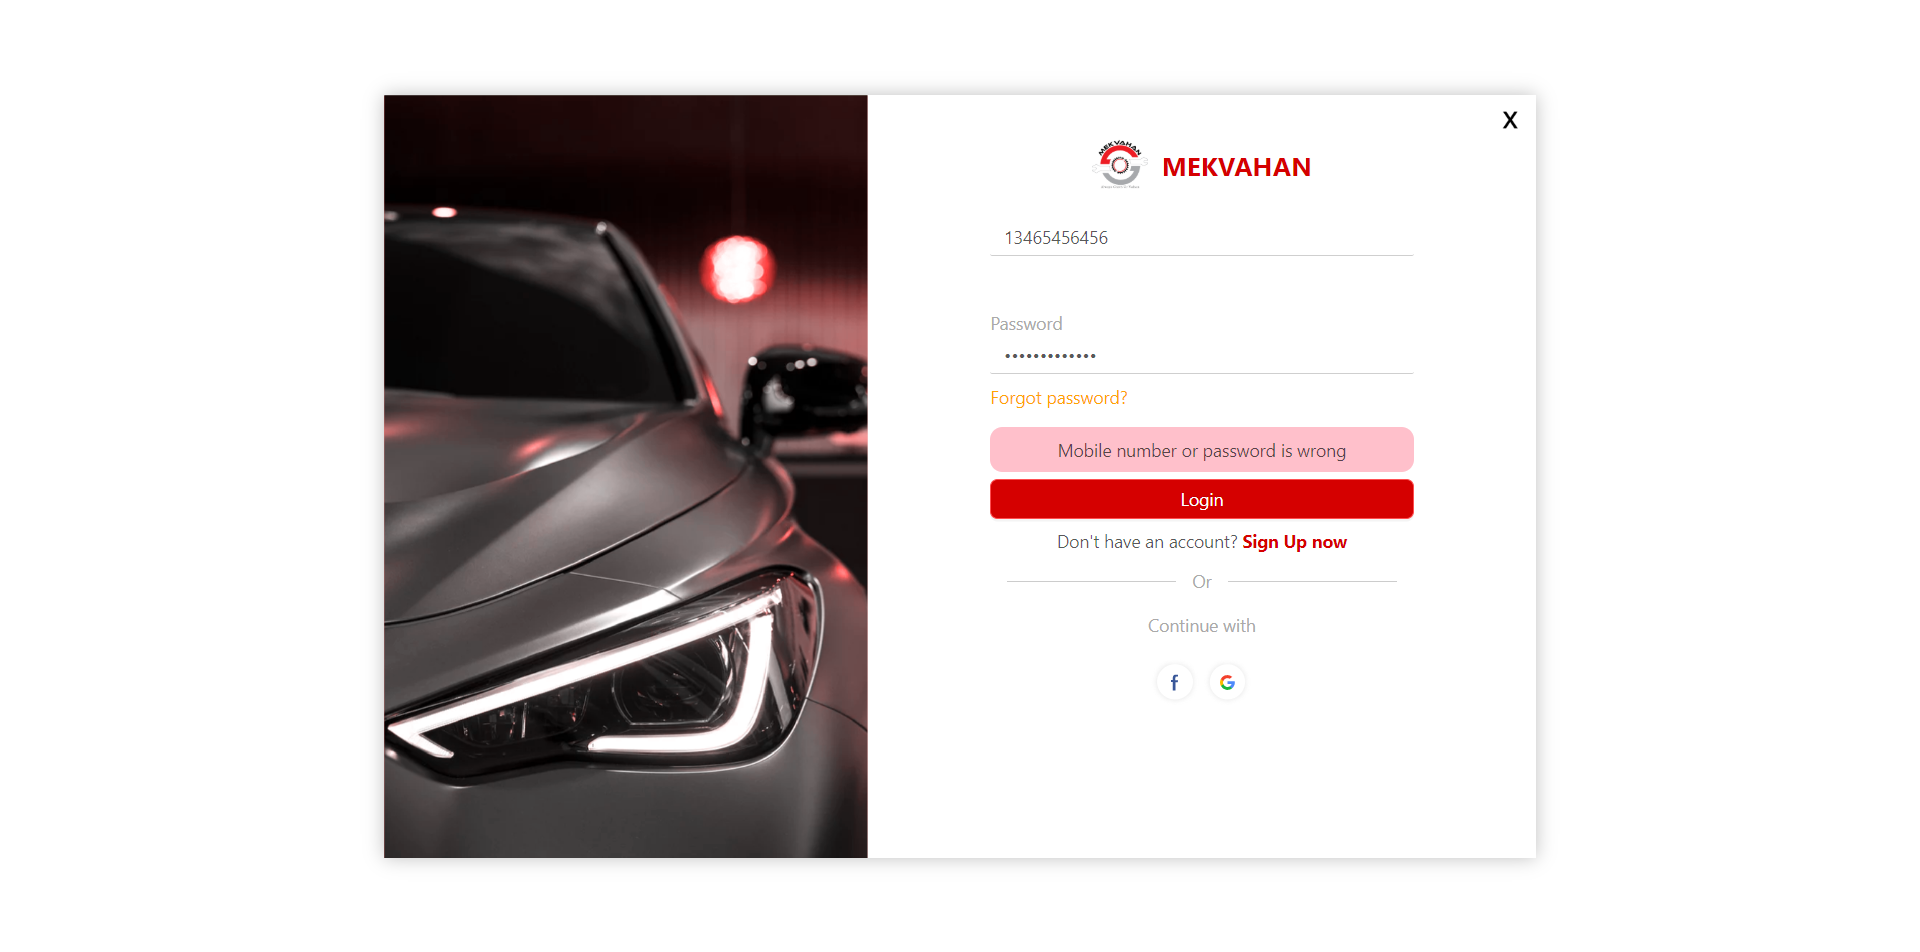 X
MEKVAHAN
MEKVAHAN
13465456456
Password
•••••••••••••
Forgot password?
Mobile number or password is wrong
Login
Don't have an account? Sign Up now
Or
Continue with